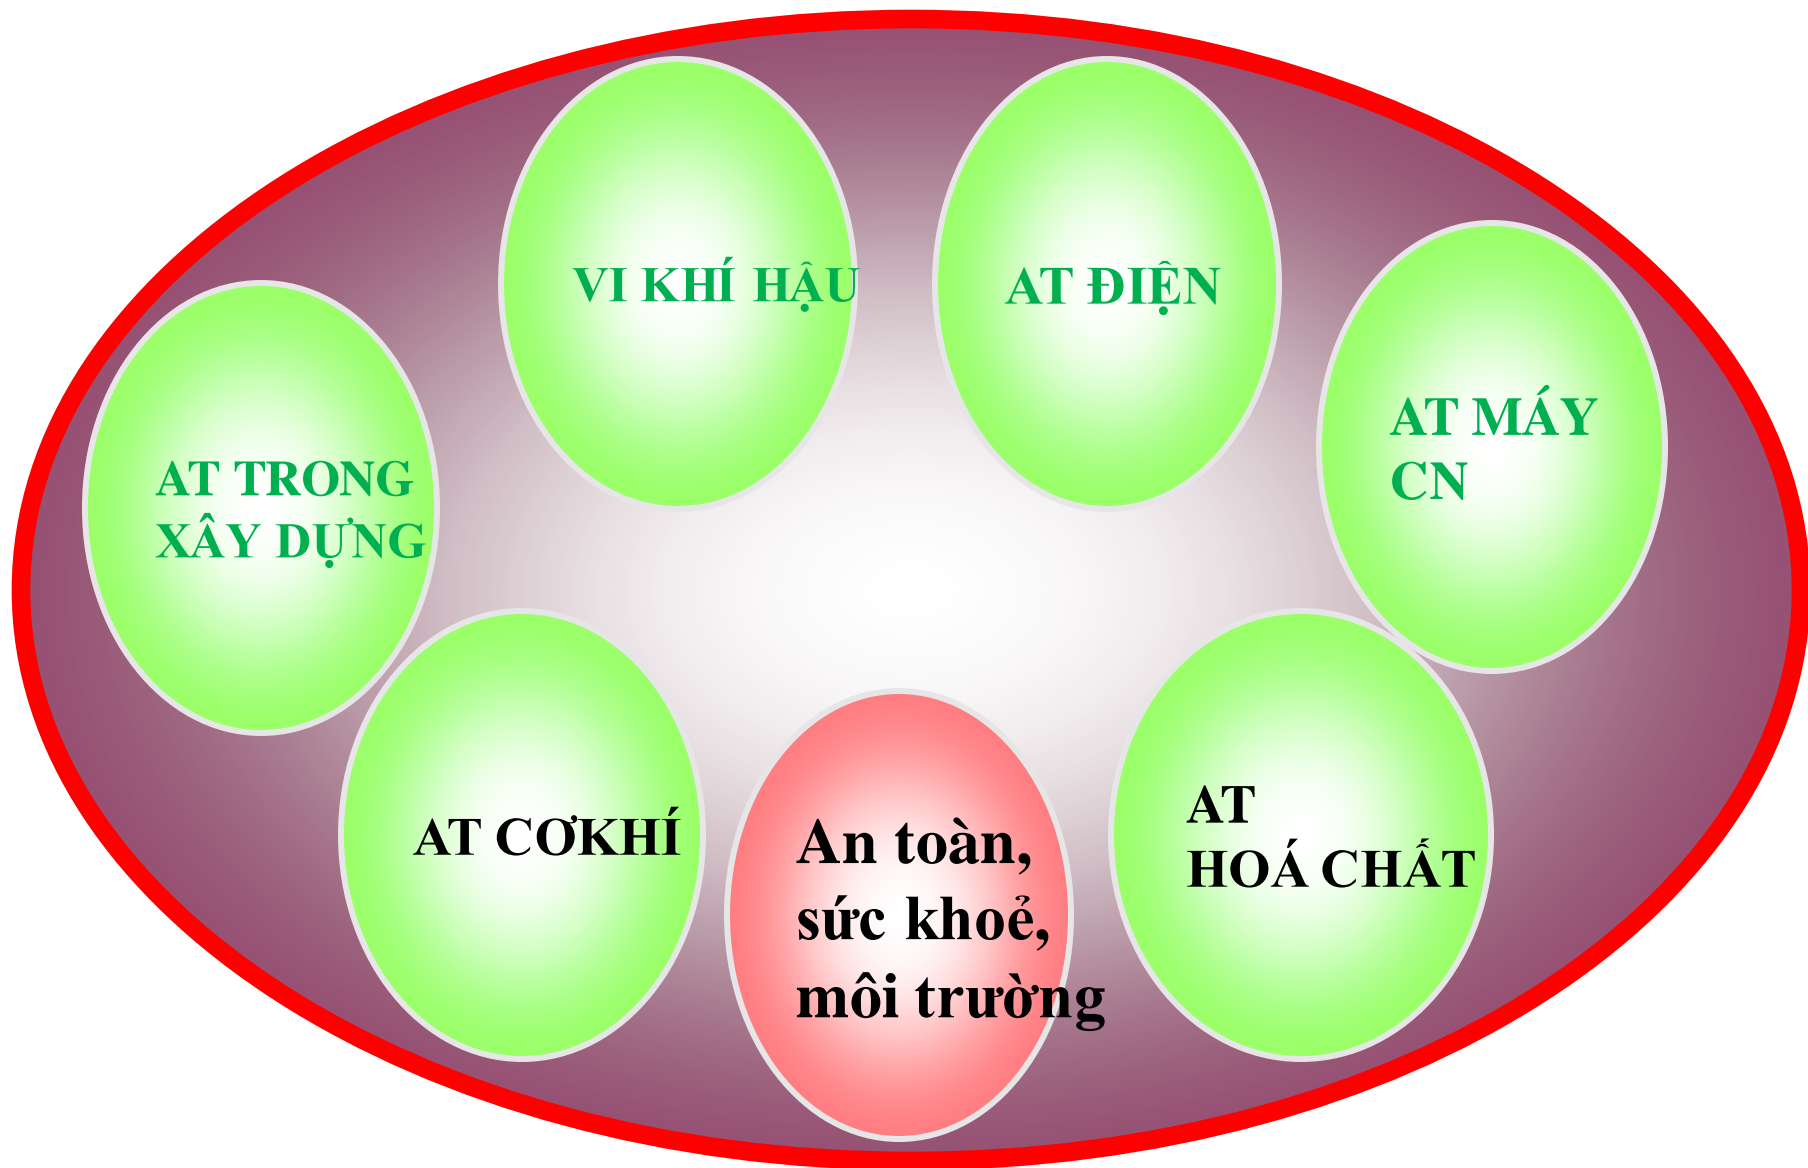 VI KHÍ HẬU
AT ĐIỆN
AT MÁY
CN
AT TRONG
XÂY DỰNG
AT CƠKHÍ
An toàn,
sức khoẻ,
môi trường
AT
HOÁ CHẤT